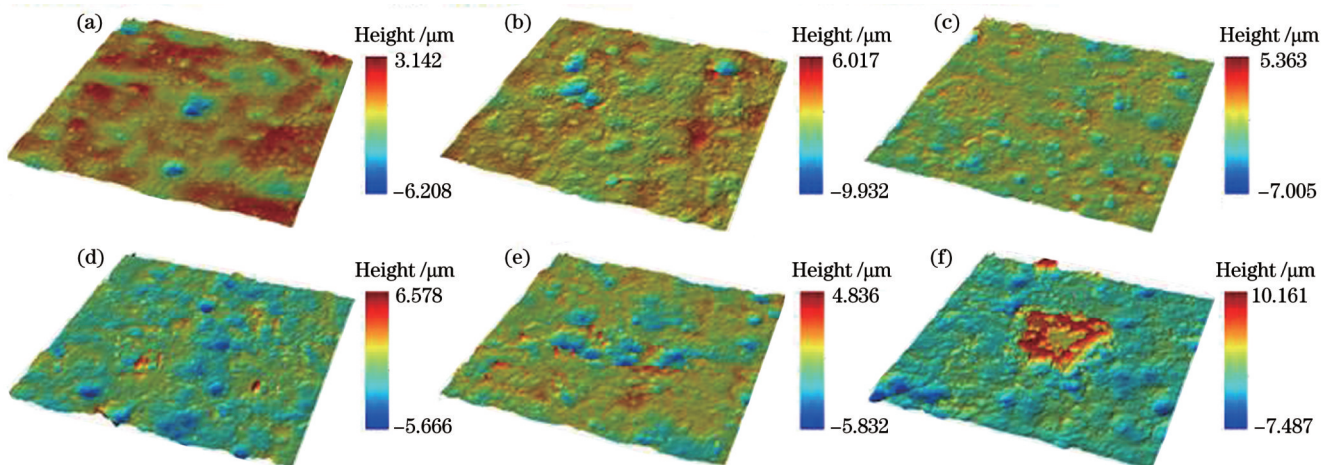 (a)
Height /μm
3.142
−6.208
(b)
Height /μm
6.017
−9.932
(c)
Height /μm
5.363
−7.005
(d)
Height /μm
6.578
−5.666
(e)
Height /μm
4.836
−5.832
(f)
Height /μm
10.161
−7.487